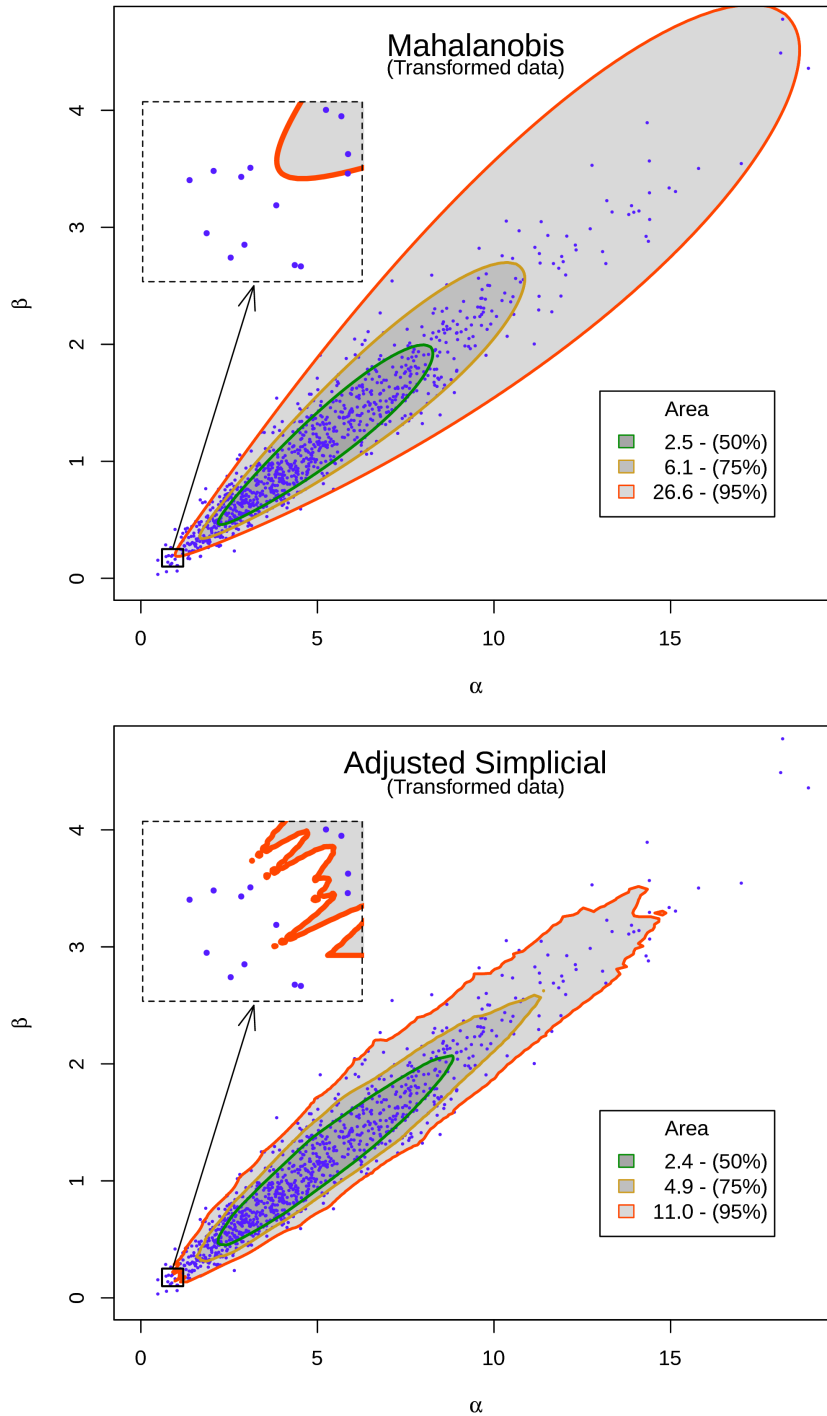 Mahalanobis
(Transformed data)
β
4
3
2
1
0
Area
2.5 - (50%)
6.1 - (75%)
26.6 - (95%)
0 5 10 15
α
Adjusted Simplicial
(Transformed data)
β
4
3
2
1
0
Area
2.4 - (50%)
4.9 - (75%)
11.0 - (95%)
0 5 10 15
α